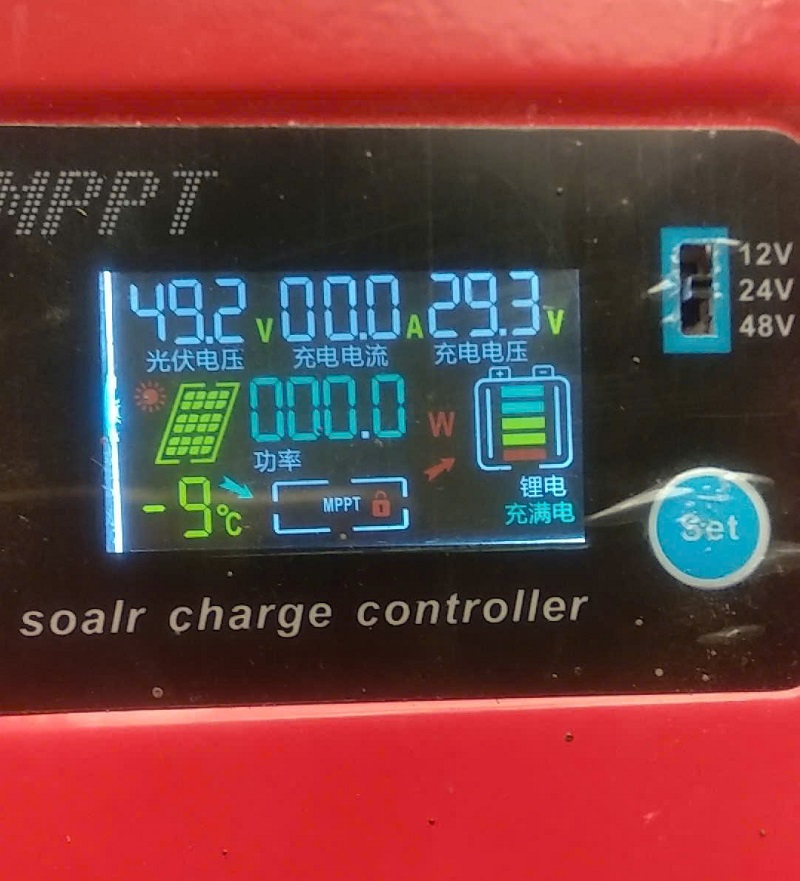 MPPT
12V
24V
48V
49.2 V 00.0 A 29.3 V
光伏电压 充电电流 充电电压
000.0 W
功率
锂电
-9℃ MPPT 充满电
Set
soalr charge controller